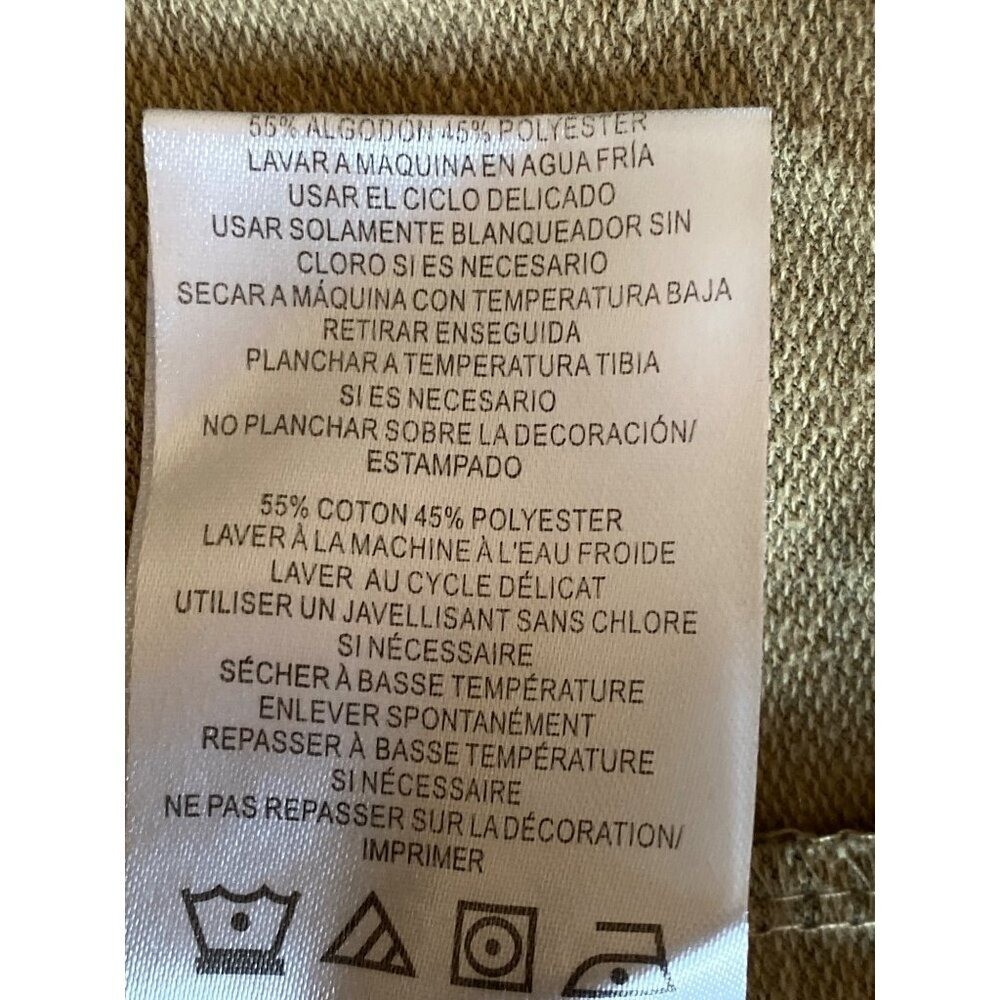 55% ALGODÓN 45% POLYESTER
LAVAR A MAQUINA EN AGUA FRÍA
USAR EL CICLO DELICADO
USAR SOLAMENTE BLANQUEADOR SIN
CLORO SI ES NECESARIO
SECAR A MÁQUINA CON TEMPERATURA BAJA
RETIRAR ENSEGUIDA
PLANCHAR A TEMPERATURA TIBIA
SI ES NECESARIO
NO PLANCHAR SOBRE LA DECORACIÓN/
ESTAMPADO
55% COTON 45% POLYESTER
LAVER À LA MACHINE À L'EAU FROIDE
LAVER AU CYCLE DÉLICAT
UTILISER UN JAVELLISANT SANS CHLORE
SI NÉCESSAIRE
SÉCHER À BASSE TEMPÉRATURE
ENLEVER SPONTANÉMENT
REPASSER À BASSE TEMPÉRATURE
SI NÉCESSAIRE
NE PAS REPASSER SUR LA DÉCORATION/
IMPRIMER